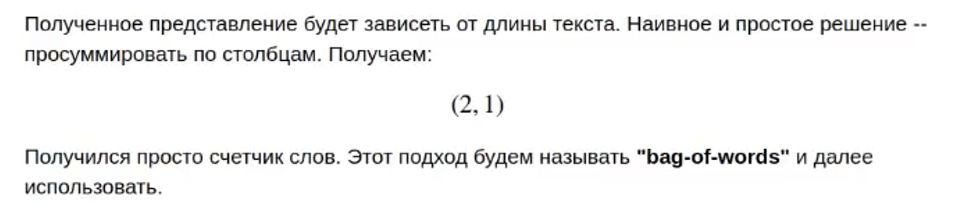 Полученное представление будет зависеть от длины текста. Наивное и простое решение --
просуммировать по столбцам. Получаем:
(2, 1)
Получился просто счетчик слов. Этот подход будем называть "bag-of-words" и далее
использовать.